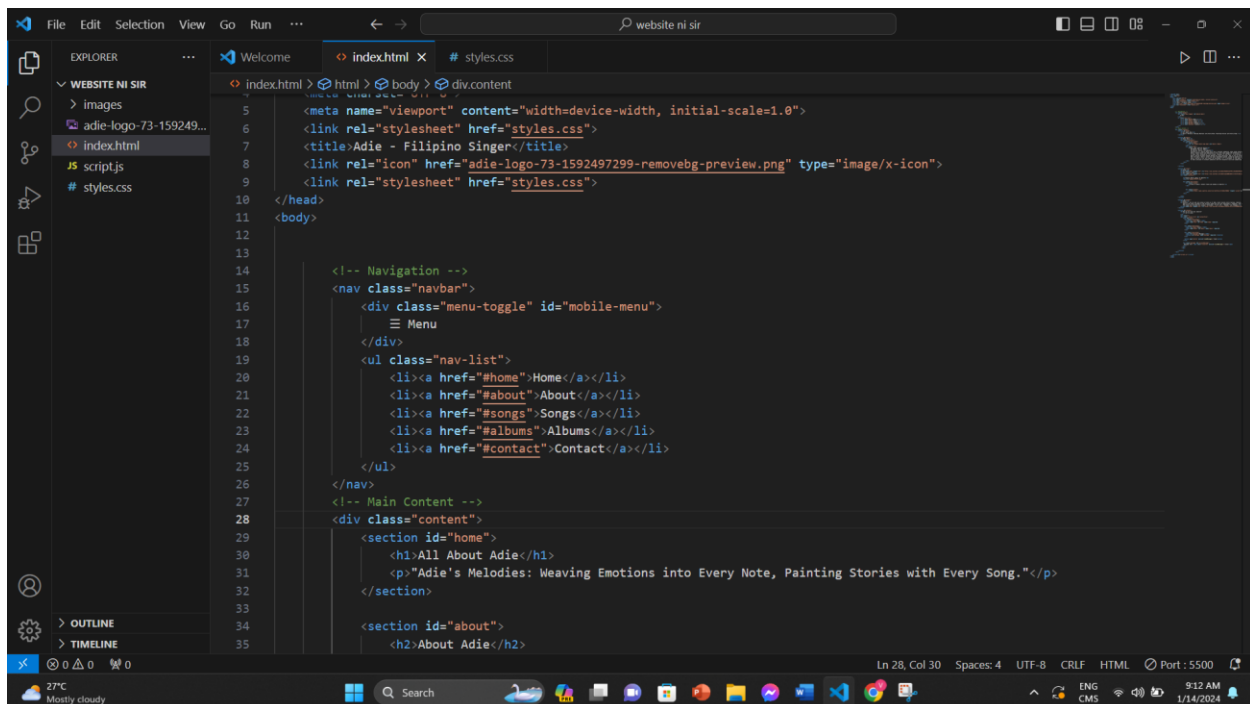 File Edit Selection View Go Run ··· website ni sir
EXPLORER ···
WEBSITE NI SIR
images
adie-logo-73-159249...
index.html
JS script.js
# styles.css
OUTLINE
TIMELINE
Welcome
index.html
# styles.css
index.html > html > body > div.content
5 <meta name="viewport" content="width=device-width, initial-scale=1.0">
6 <link rel="stylesheet" href="styles.css">
7 <title>Adie - Filipino Singer</title>
8 <link rel="icon" href="adie-logo-73-1592497299-removebg-preview.png" type="image/x-icon">
9 <link rel="stylesheet" href="styles.css">
10 </head>
11 <body>
12
13
14 <!-- Navigation -->
15 <nav class="navbar">
16 <div class="menu-toggle" id="mobile-menu">
17 ☰ Menu
18 </div>
19 <ul class="nav-list">
20 <li><a href="#home">Home</a></li>
21 <li><a href="#about">About</a></li>
22 <li><a href="#songs">Songs</a></li>
23 <li><a href="#albums">Albums</a></li>
24 <li><a href="#contact">Contact</a></li>
25 </ul>
26 </nav>
27 <!-- Main Content -->
28 <div class="content">
29 <section id="home">
30 <h1>All About Adie</h1>
31 <p>"Adie's Melodies: Weaving Emotions into Every Note, Painting Stories with Every Song."</p>
32 </section>
33
34 <section id="about">
35 <h2>About Adie</h2>
0 0 0 Ln 28, Col 30 Spaces: 4 UTF-8 CRLF HTML Port : 5500
27°C
Mostly cloudy
Search
ENG
CMS
9:12 AM
1/14/2024